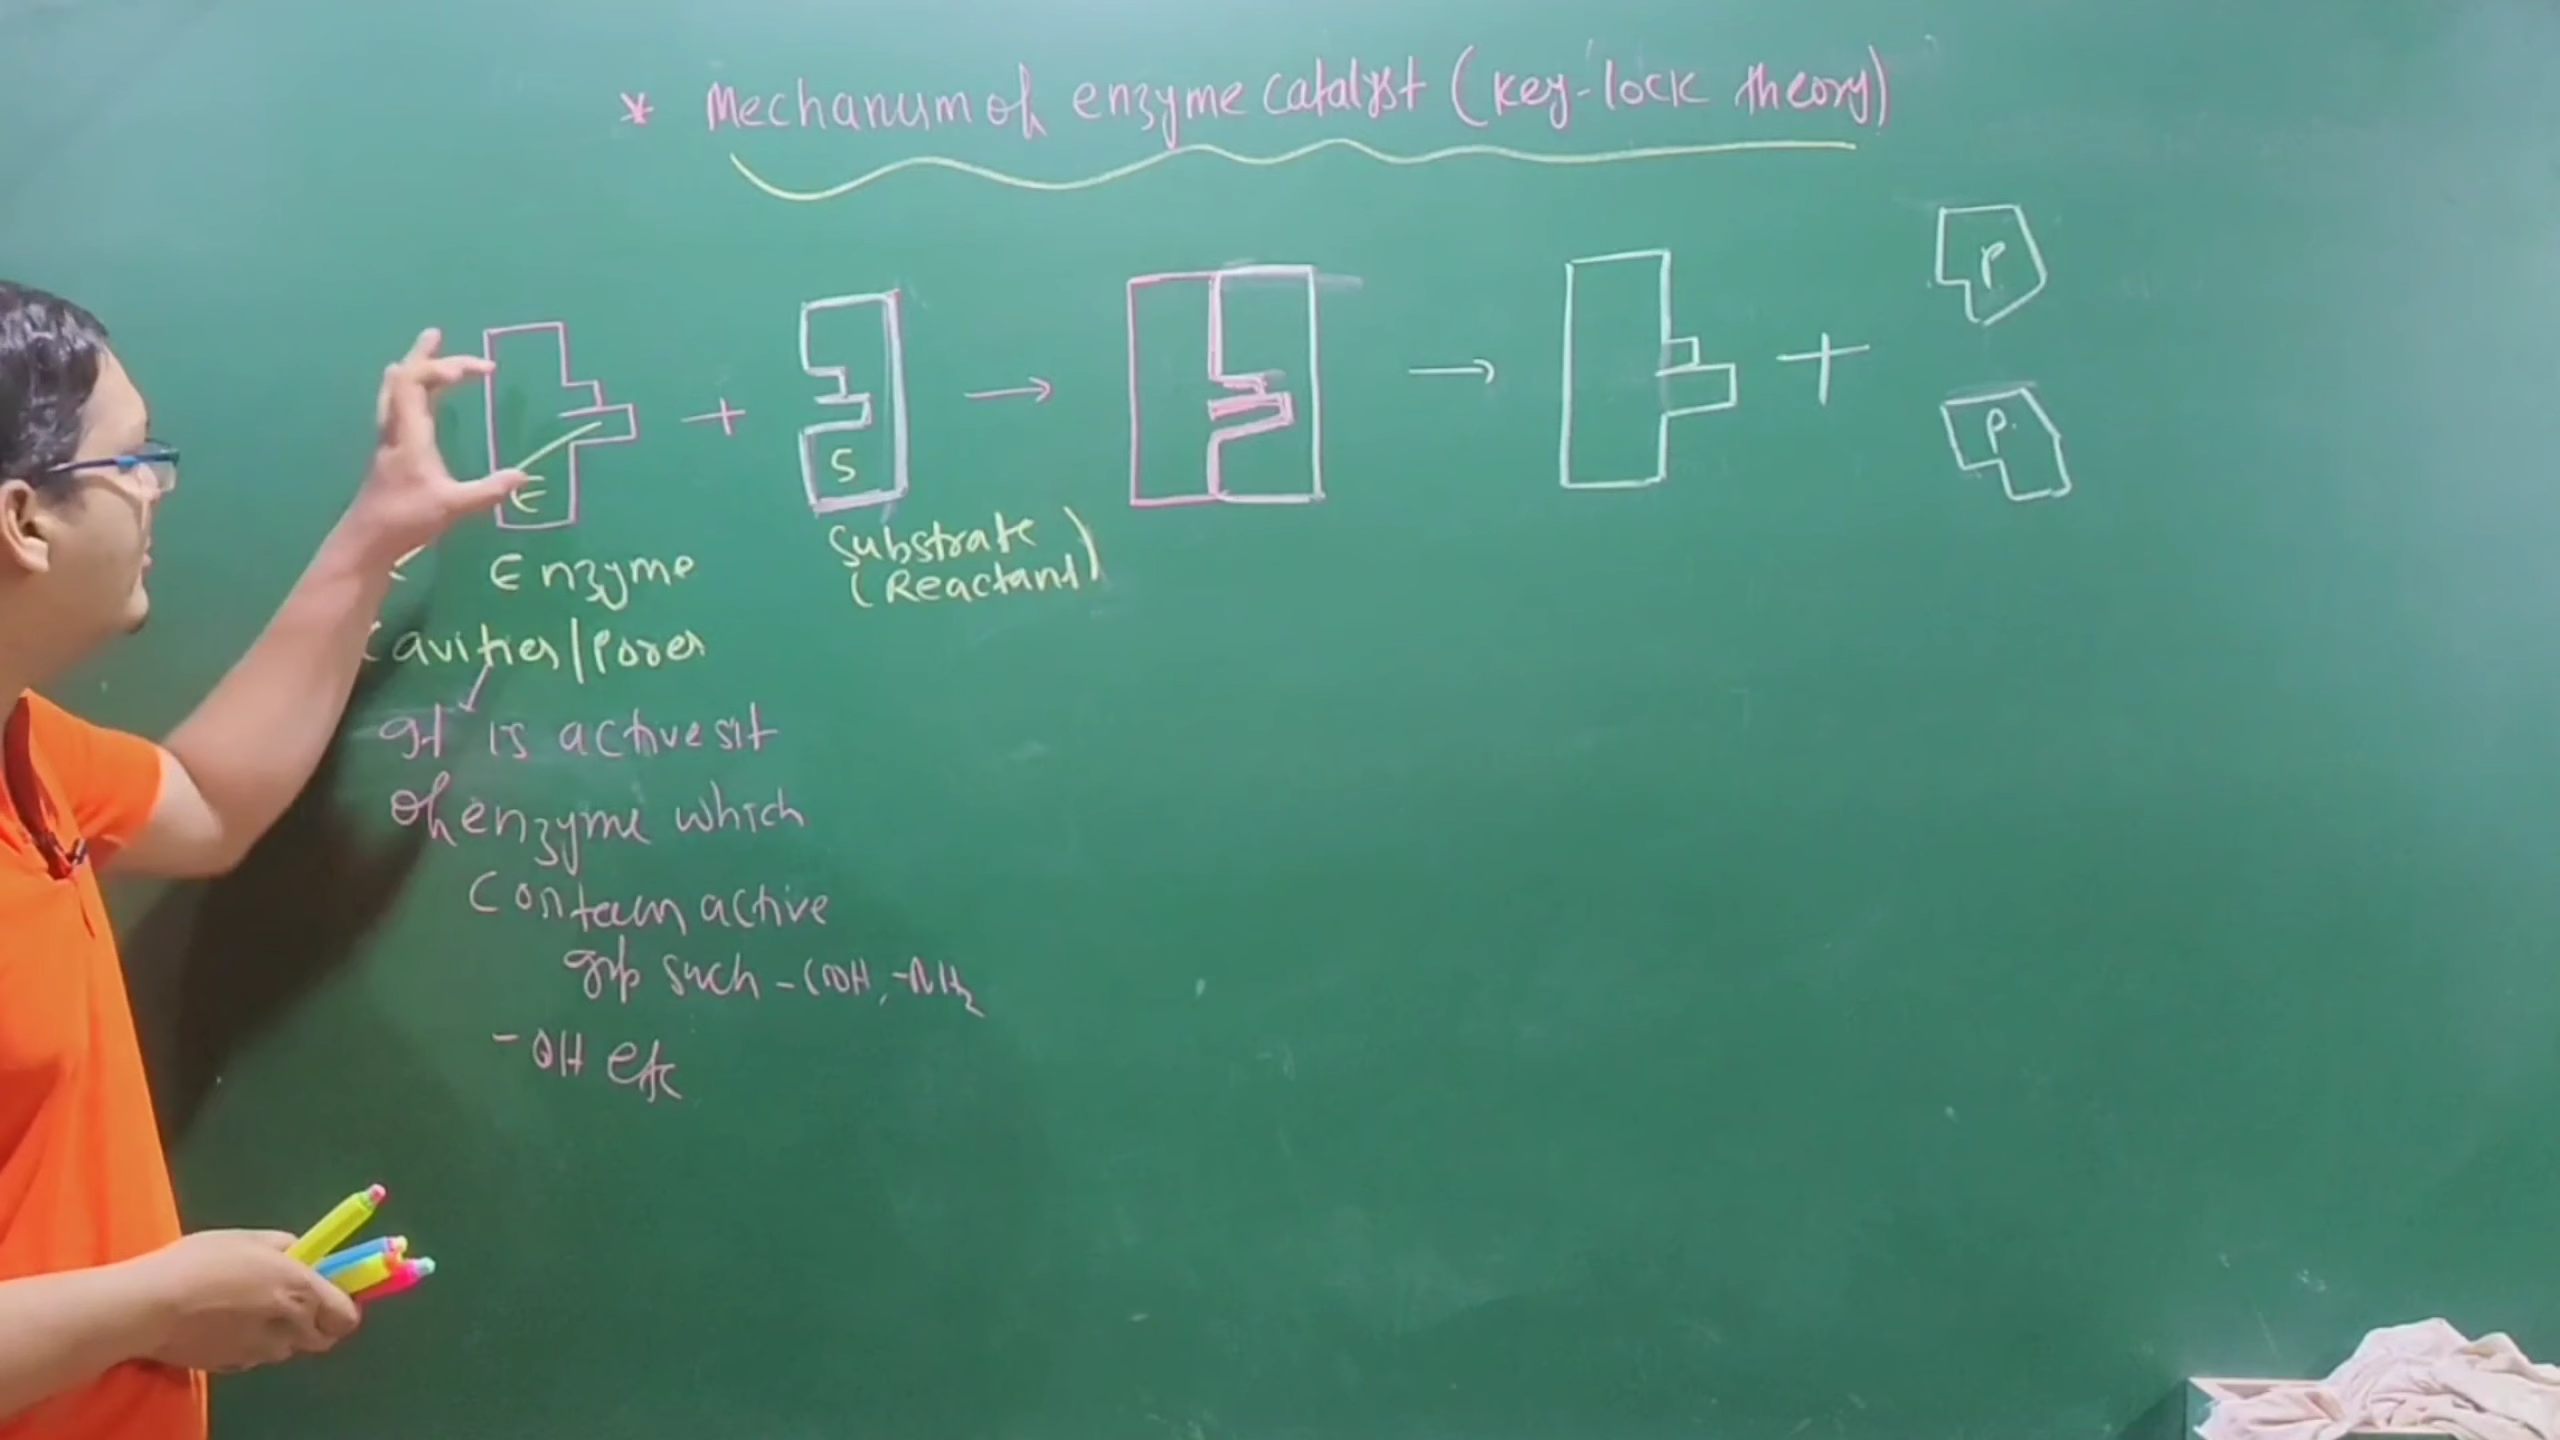 * Mechanum of enzyme catalyst (key-lock theory)
E + S → → + P
P.
Enzyme
Substrate
(Reactant)
Cavities/Pores
It is active sit
of enzyme which
Contain active
grp such -COOH, -NH2
-OH etc